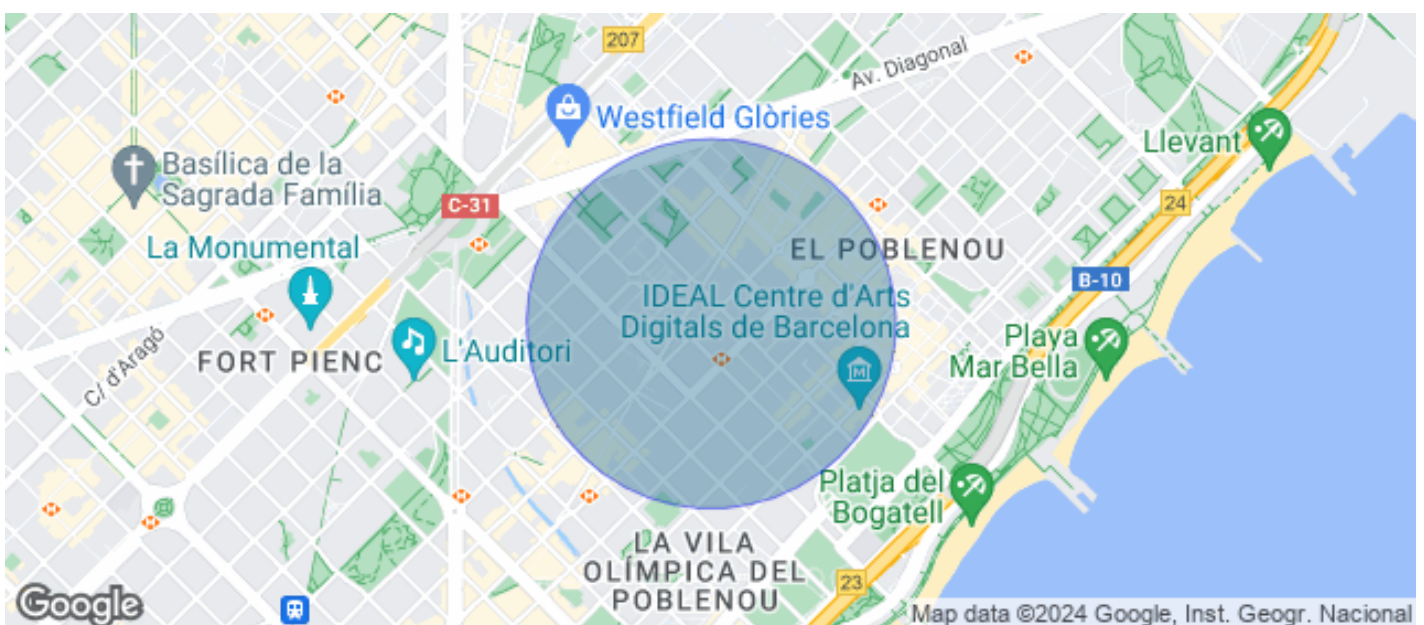 207
Av. Diagonal
Westfield Glòries
Llevant
Basílica de la
Sagrada Família
C-31
24
La Monumental
EL POBLENOU
B-10
IDEAL Centre d'Arts
Digitals de Barcelona
C/ d'Aragó
FORT PIENC
L'Auditori
Playa
Mar Bella
M
Platja del
Bogatell
LA VILA
OLÍMPICA DEL
POBLENOU
23
Google
Map data ©2024 Google, Inst. Geogr. Nacional